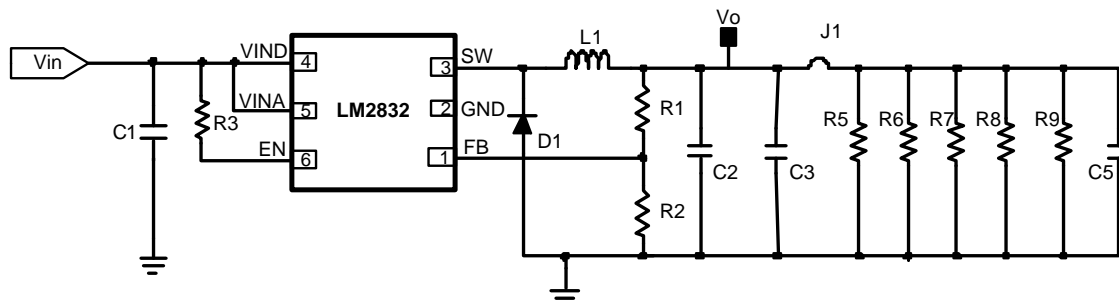 Vo
J1
L1
Vin
VIND
4
3
SW
C1
R3
VINA
5
LM2832
2
GND
D1
R1
R5
R6
R7
R8
R9
EN
6
1
FB
R2
C2
C3
C5